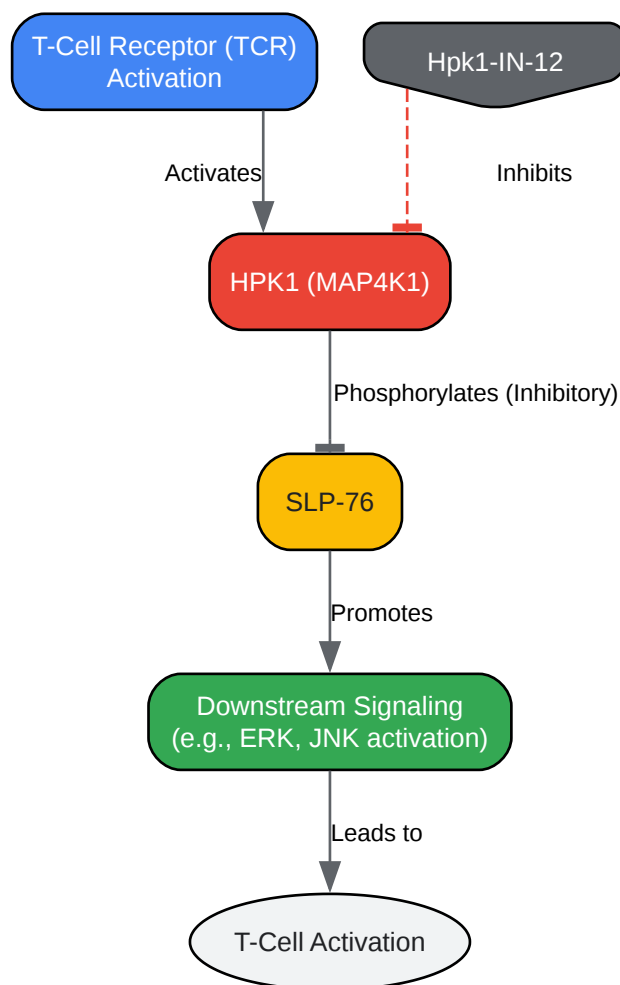 T-Cell Receptor (TCR)
Activation
Hpk1-IN-12
Activates
Inhibits
HPK1 (MAP4K1)
Phosphorylates (Inhibitory)
SLP-76
Promotes
Downstream Signaling
(e.g., ERK, JNK activation)
Leads to
T-Cell Activation